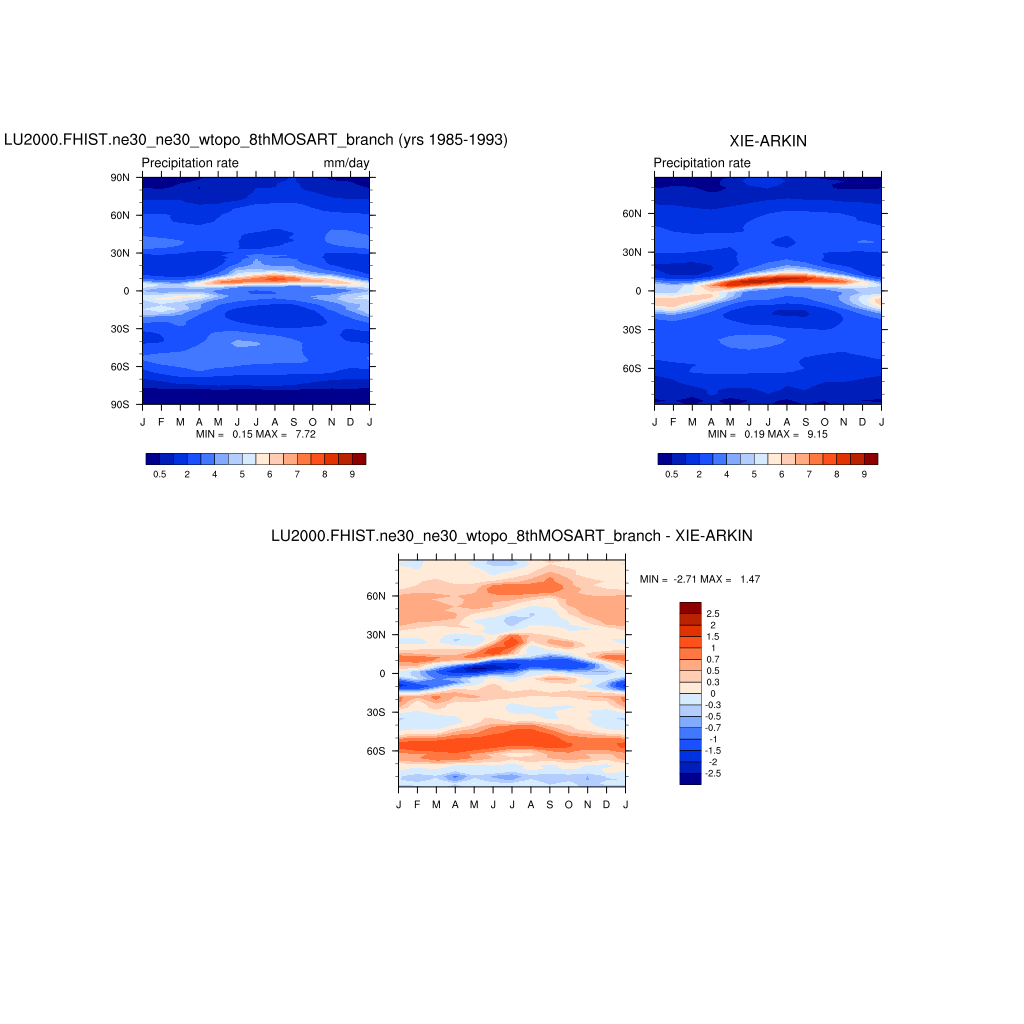 LU2000.FHIST.ne30_ne30_wtopo_8thMOSART_branch (yrs 1985-1993)
Precipitation rate mm/day
90N
60N
30N
0
30S
60S
90S
J F M A M J J A S O N D J
MIN = 0.15 MAX = 7.72
0.5 2 4 5 6 7 8 9
XIE-ARKIN
Precipitation rate
60N
30N
0
30S
60S
J F M A M J J A S O N D J
MIN = 0.19 MAX = 9.15
0.5 2 4 5 6 7 8 9
LU2000.FHIST.ne30_ne30_wtopo_8thMOSART_branch - XIE-ARKIN
60N
30N
0
30S
60S
J F M A M J J A S O N D J
MIN = -2.71 MAX = 1.47
2.5
2
1.5
1
0.7
0.5
0.3
0
-0.3
-0.5
-0.7
-1
-1.5
-2
-2.5